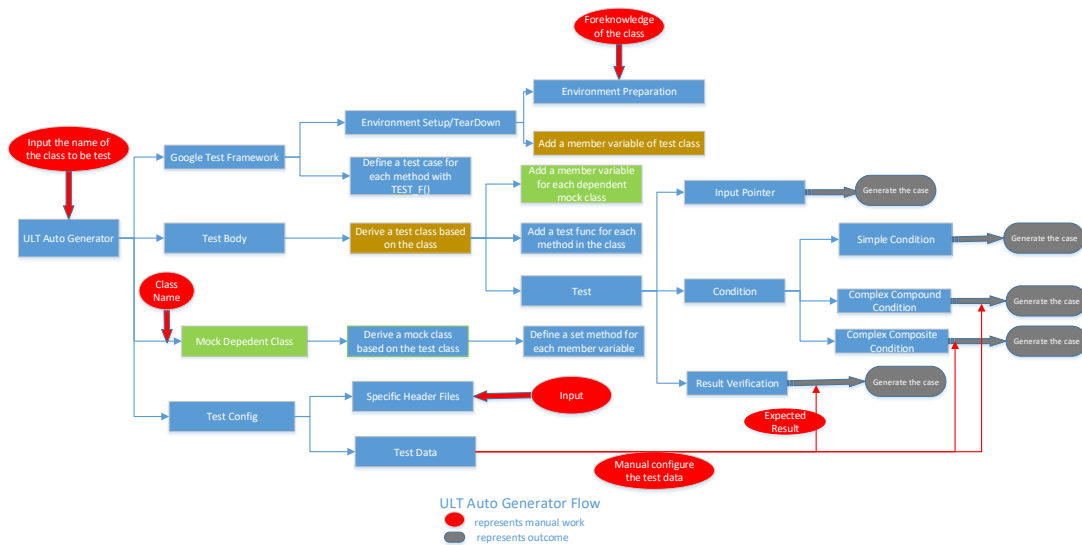 Foreknowledge
of the class
Environment Preparation
Input the name of
the class to be test
Environment Setup/TearDown
Add a member variable of test class
Google Test Framework
Define a test case for
each method with
TEST_F()
Add a member variable
for each dependent
mock class
Input Pointer
Generate the case
ULT Auto Generator
Test Body
Derive a test class based
on the class
Add a test func for each
method in the class
Simple Condition
Generate the case
Class
Name
Test
Condition
Complex Compound
Condition
Generate the case
Mock Depedent Class
Derive a mock class
based on the test class
Define a set method for
each member variable
Complex Composite
Condition
Generate the case
Result Verification
Generate the case
Specific Header Files
Input
Test Config
Expected
Result
Test Data
Manual configure
the test data
ULT Auto Generator Flow
represents manual work
represents outcome